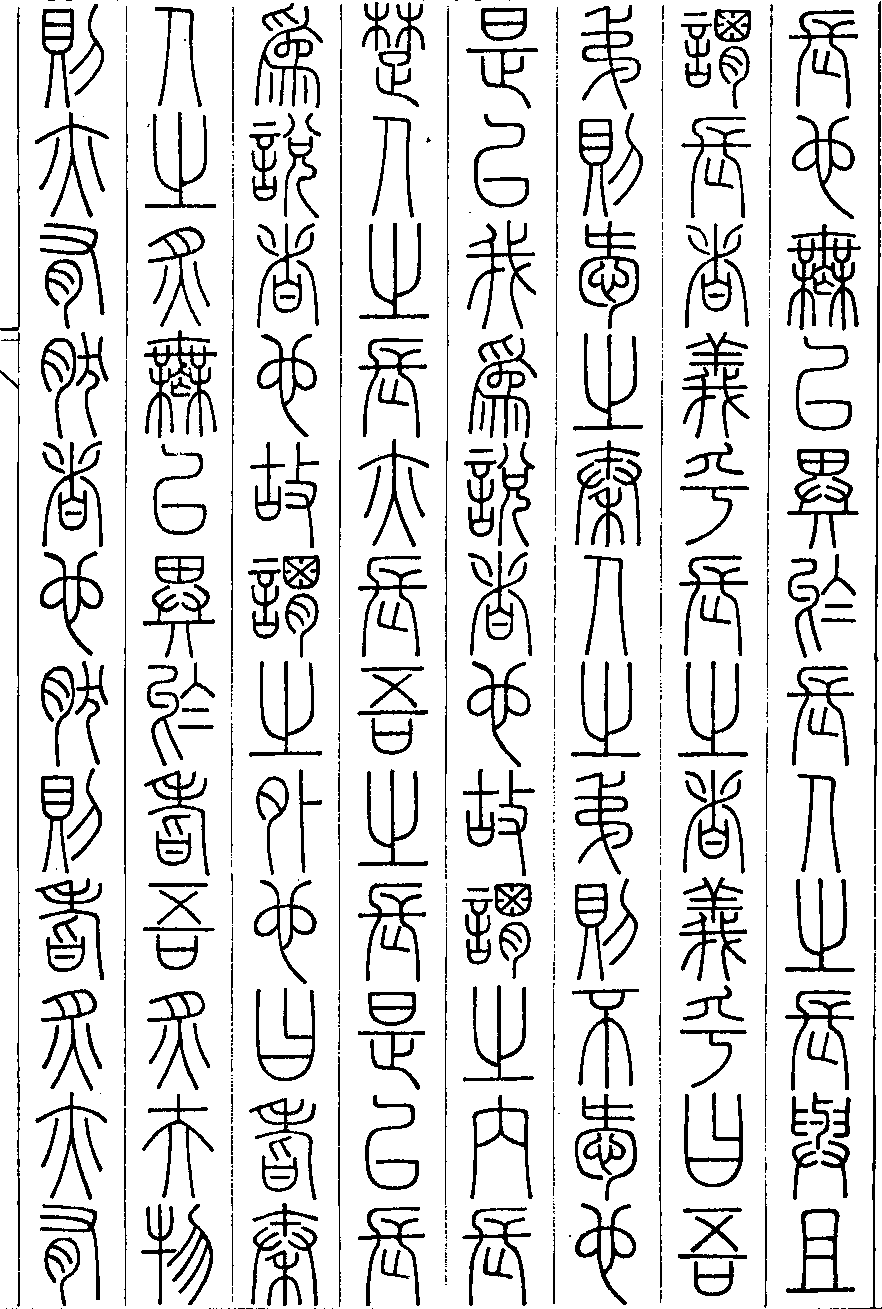 長也無以異於長人之長與且
謂長者義乎長之者義乎曰吾
弟則愛之秦人之弟則不愛也
是以我爲說者也故謂之內長
楚人之長亦長吾之長是以長
爲說者也故謂之外也曰耆秦
人之炙無以異於耆吾炙夫物
則亦有然者也然則耆炙亦有